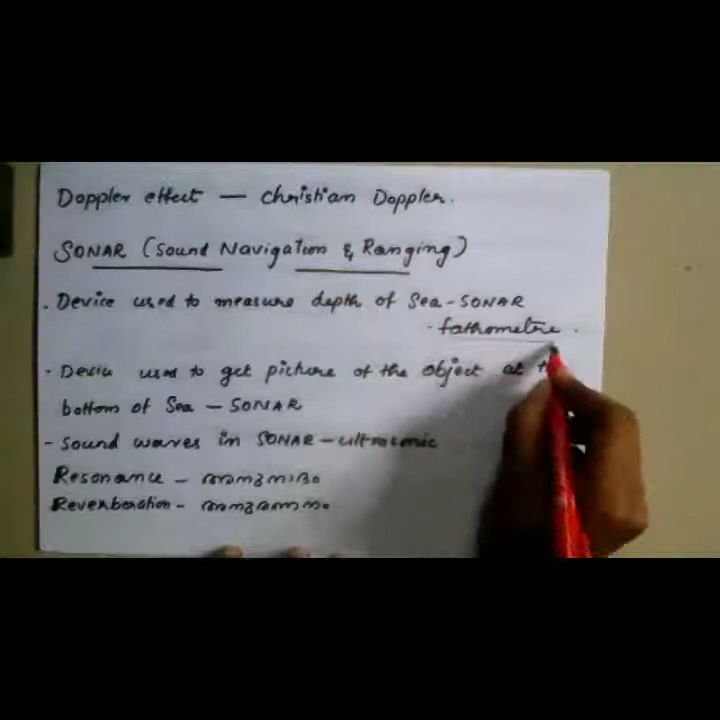 Doppler effect — Christian Doppler.
SONAR (Sound Navigation & Ranging)
. Device used to measure depth of Sea - SONAR
- fathometre .
- Device used to get picture of the object at
bottom of Sea — SONAR
- Sound waves in SONAR - ultrasonic
Resonance -
Reverberation -